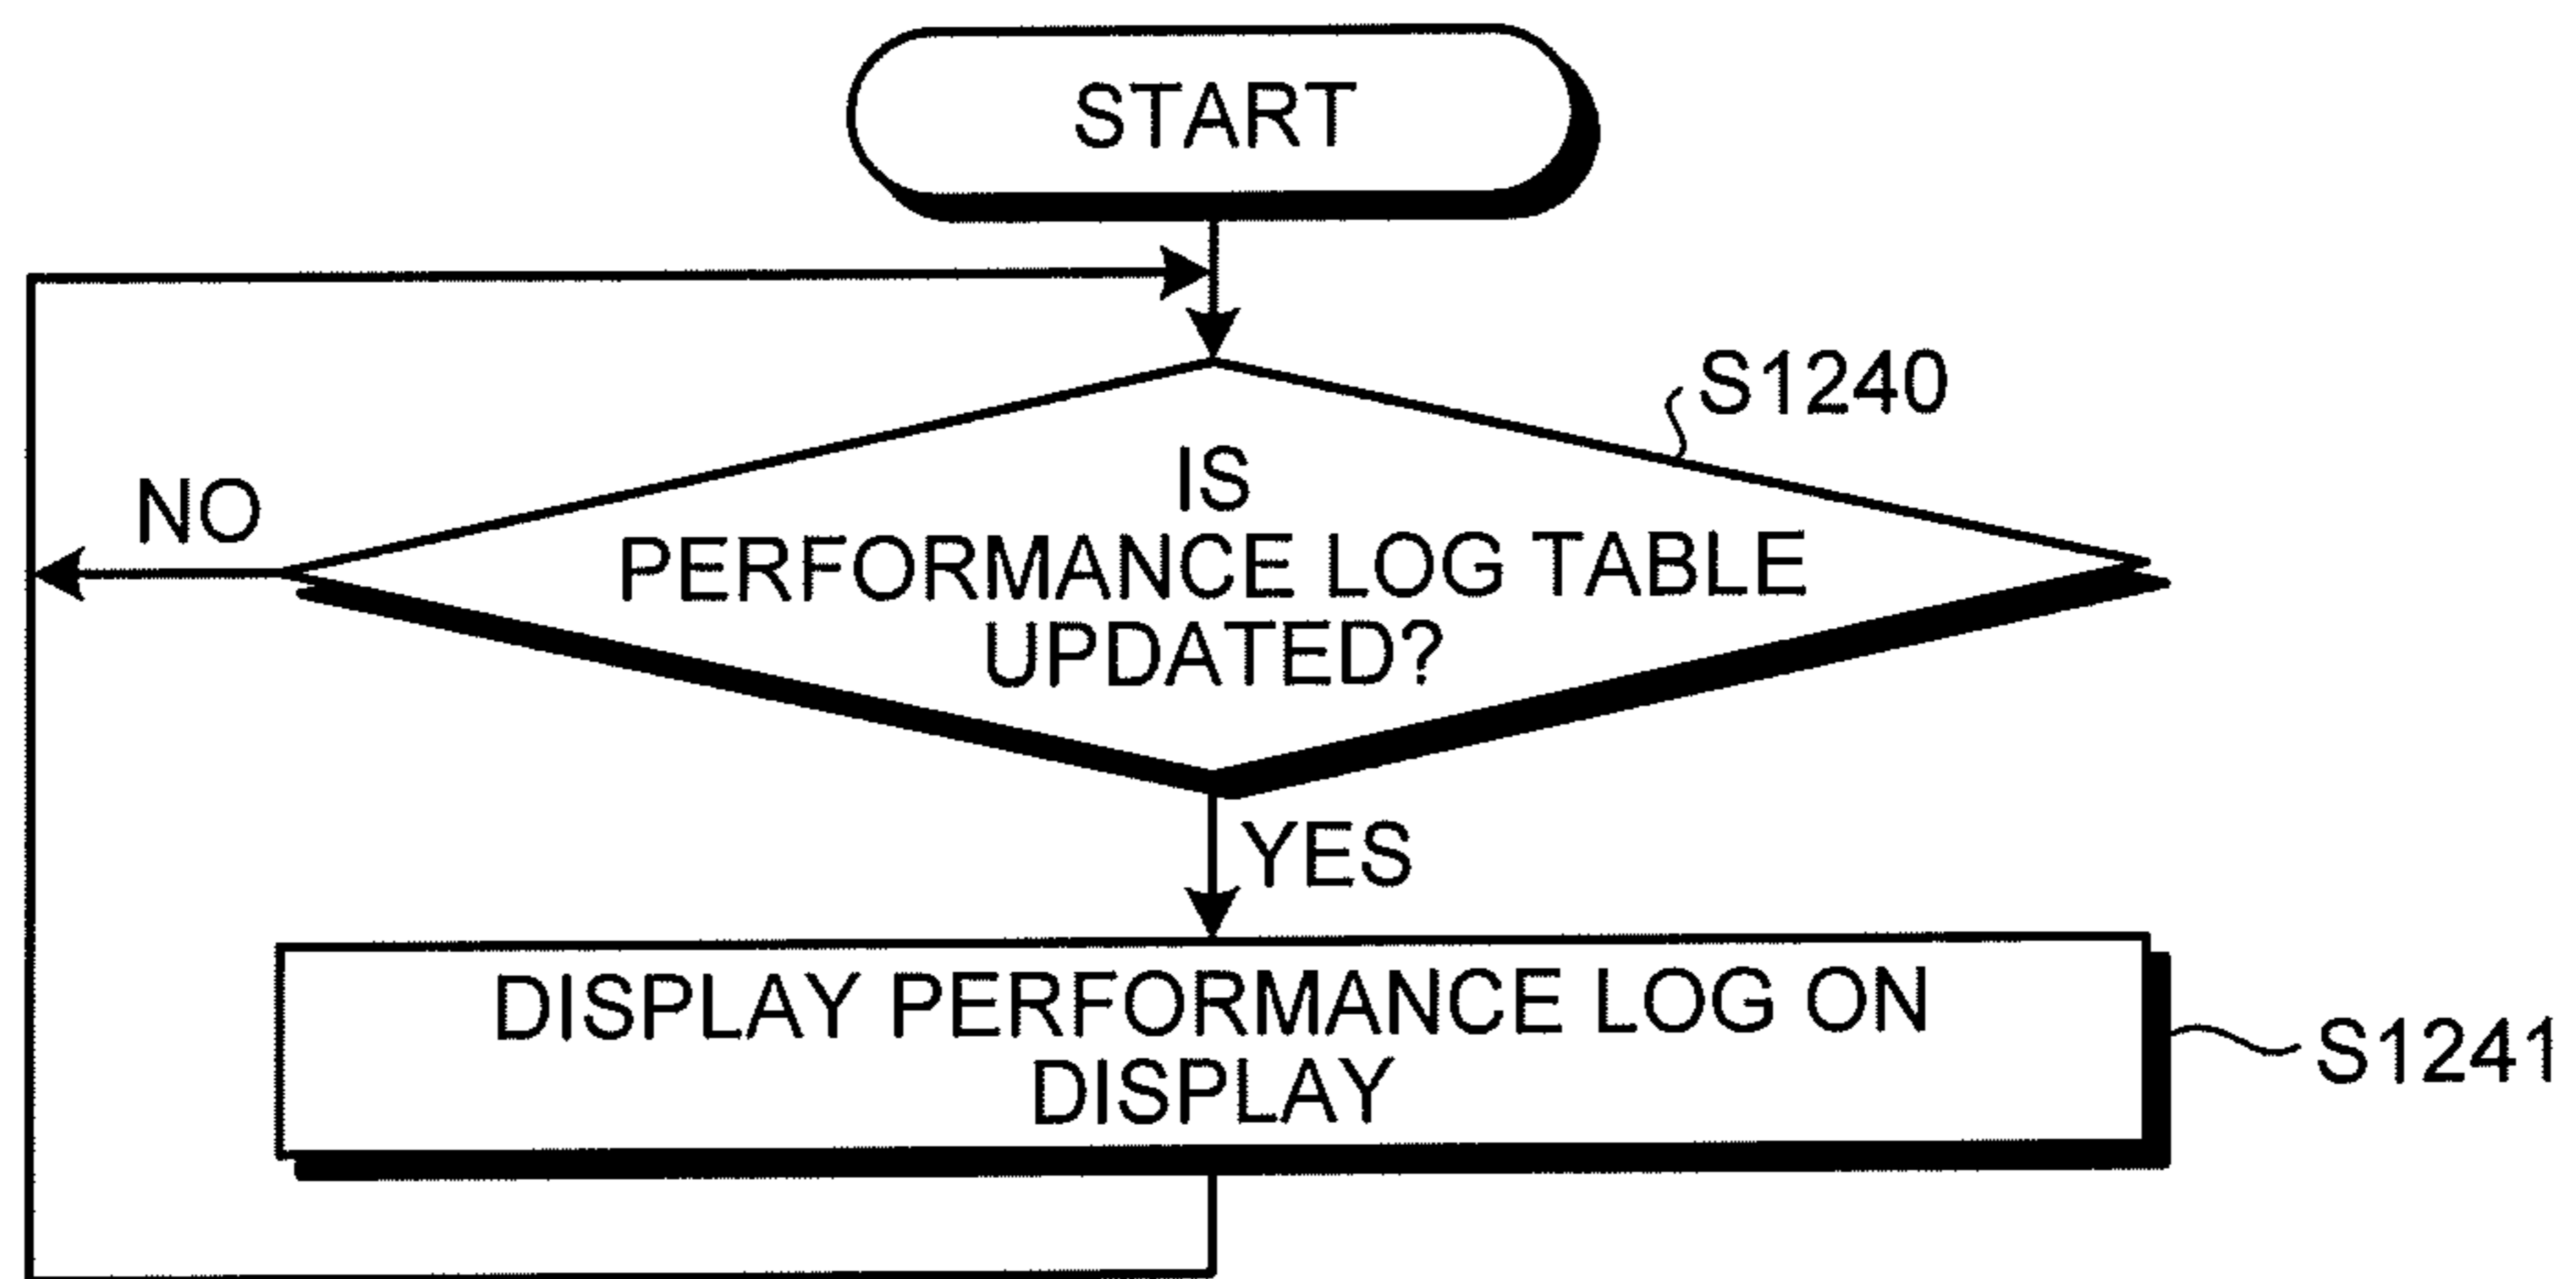 START
S1240
IS
NO
PERFORMANCE LOG TABLE
UPDATED?
YES
DISPLAY PERFORMANCE LOG ON
DISPLAY
S1241